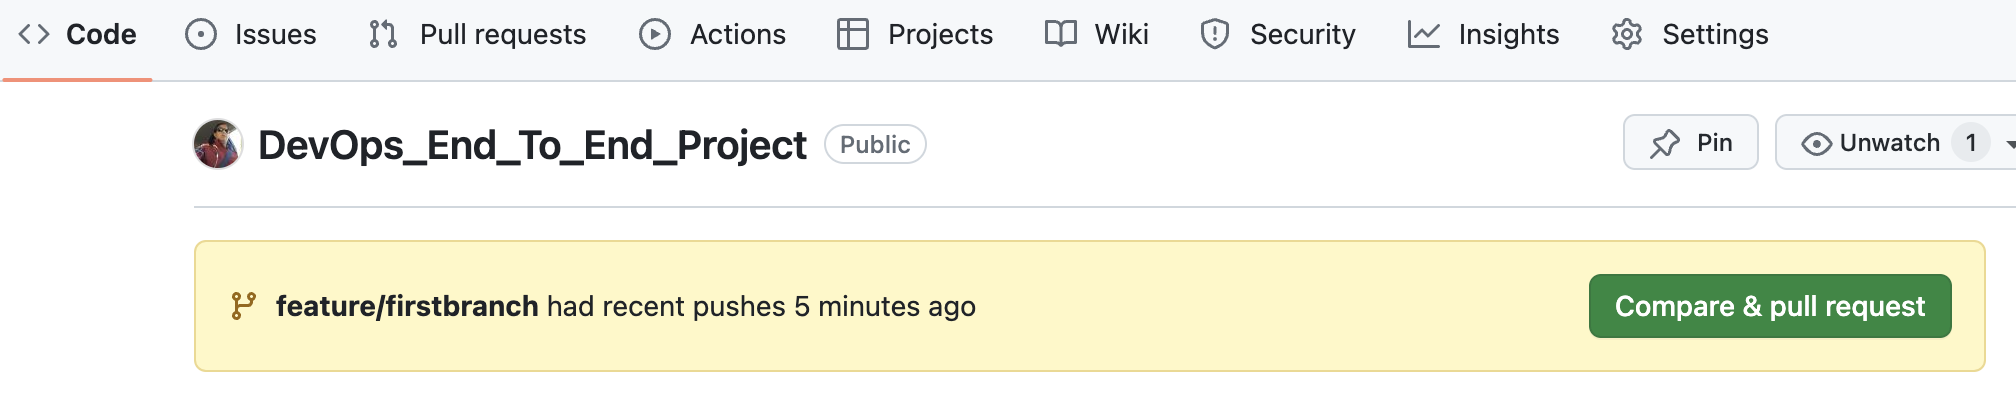 Code Issues Pull requests Actions Projects Wiki Security Insights Settings
DevOps_End_To_End_Project Public Pin Unwatch 1
feature/firstbranch had recent pushes 5 minutes ago Compare & pull request